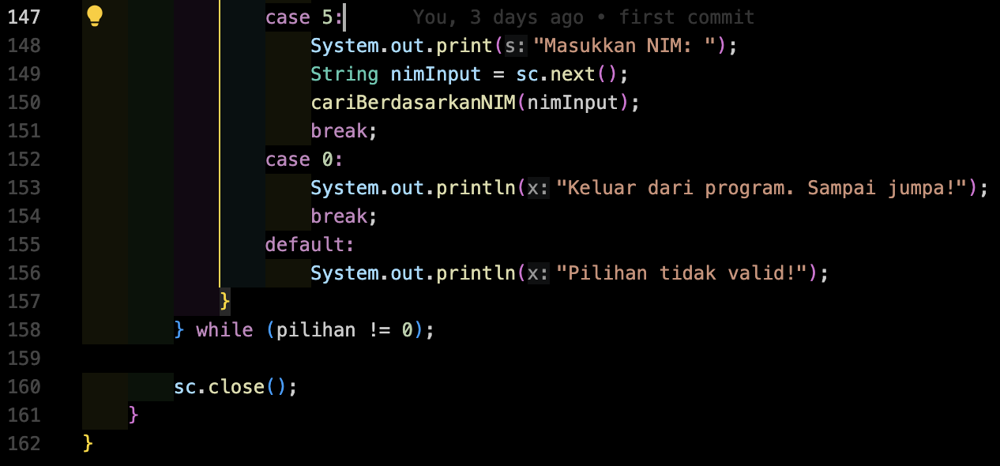 147 case 5: You, 3 days ago • first commit
148 System.out.print(s: "Masukkan NIM: ");
149 String nimInput = sc.next();
150 cariBerdasarkanNIM(nimInput);
151 break;
152 case 0:
153 System.out.println(x: "Keluar dari program. Sampai jumpa!");
154 break;
155 default:
156 System.out.println(x: "Pilihan tidak valid!");
157 }
158 } while (pilihan != 0);
159
160 sc.close();
161 }
162 }